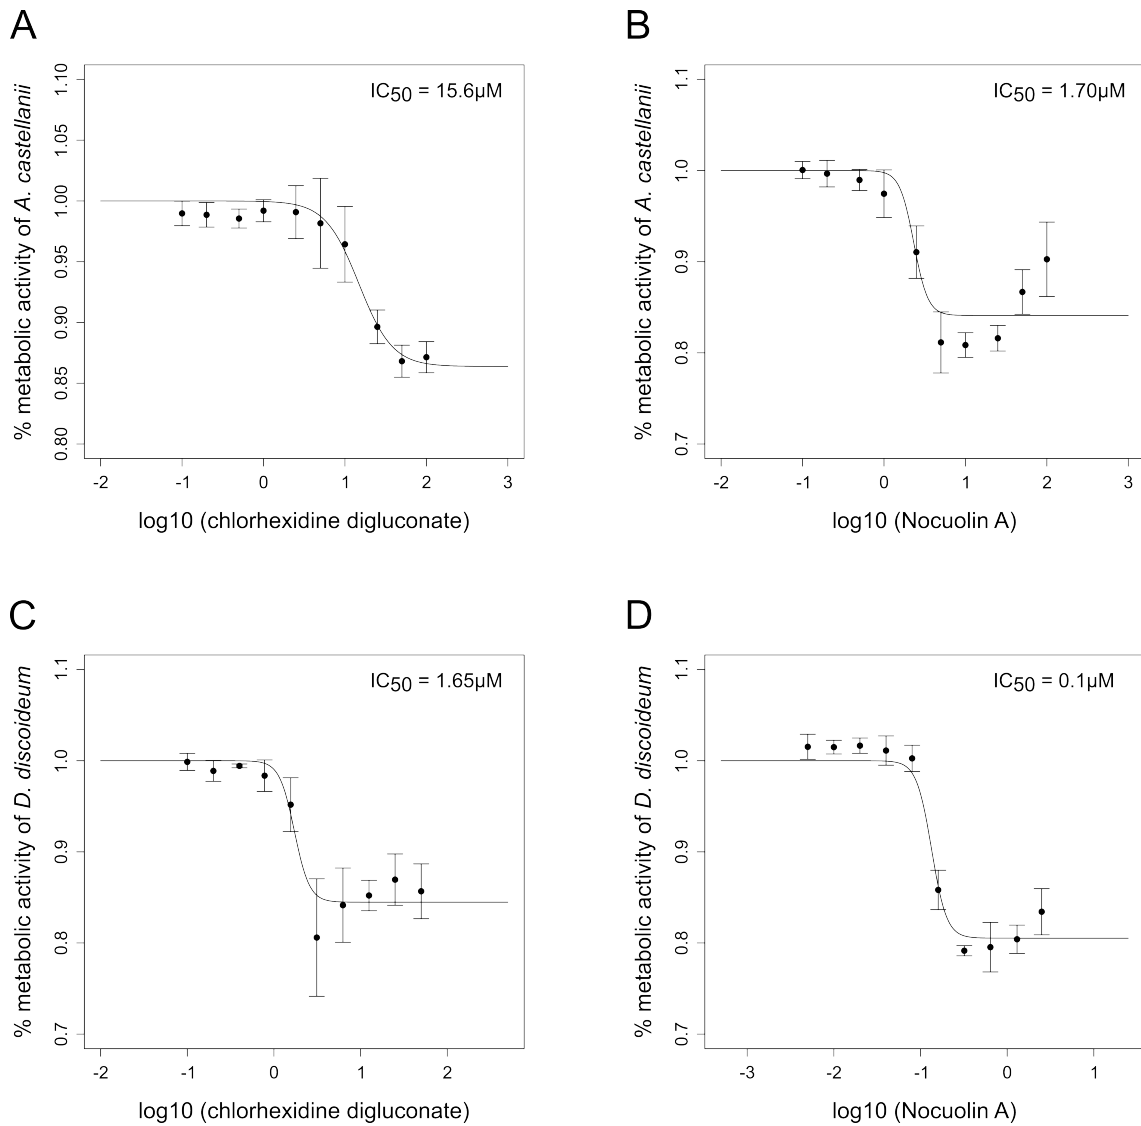 A
IC50 = 15.6µM
% metabolic activity of A. castellanii
1.10
1.05
1.00
0.95
0.90
0.85
0.80
-2 -1 0 1 2 3
log10 (chlorhexidine digluconate)
B
IC50 = 1.70µM
% metabolic activity of A. castellanii
1.1
1.0
0.9
0.8
0.7
-2 -1 0 1 2 3
log10 (Nocuolin A)
C
IC50 = 1.65µM
% metabolic activity of D. discoideum
1.1
1.0
0.9
0.8
0.7
-2 -1 0 1 2
log10 (chlorhexidine digluconate)
D
IC50 = 0.1µM
% metabolic activity of D. discoideum
1.1
1.0
0.9
0.8
0.7
-3 -2 -1 0 1
log10 (Nocuolin A)